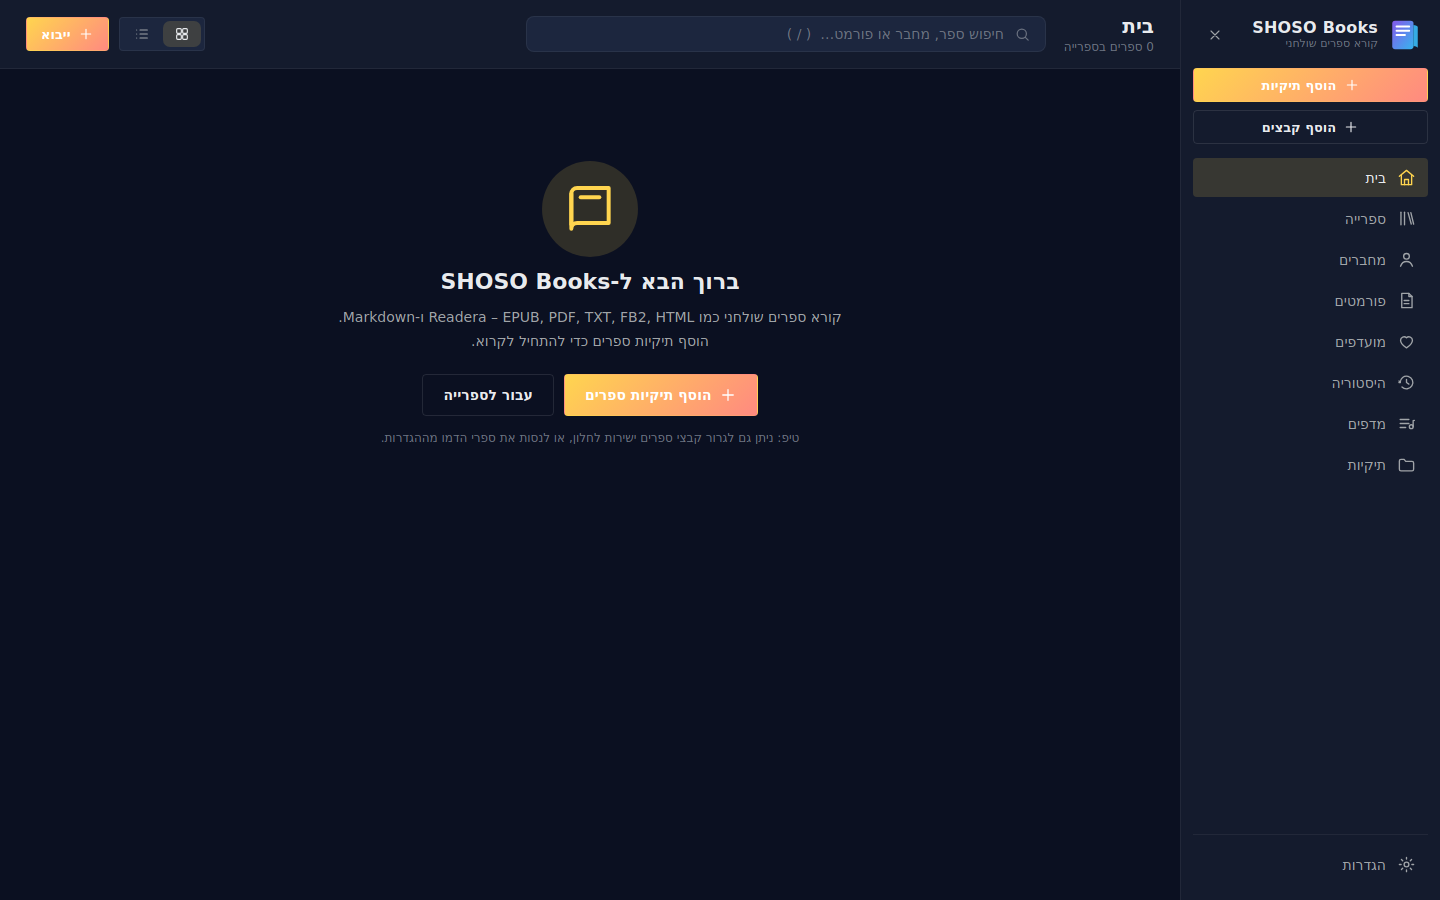 SHOSO Books
קורא ספרים שולחני
הוסף תיקיות
הוסף קבצים
בית
ספרייה
מחברים
פורמטים
מועדפים
היסטוריה
מדפים
תיקיות
הגדרות
בית
0 ספרים בספרייה
חיפוש ספר, מחבר או פורמט... ( / )
ייבוא
ברוך הבא ל-SHOSO Books
קורא ספרים שולחני כמו Readera – EPUB, PDF, TXT, FB2, HTML ו-Markdown.
הוסף תיקיות ספרים כדי להתחיל לקרוא.
הוסף תיקיות ספרים
עבור לספרייה
טיפ: ניתן גם לגרור קבצי ספרים ישירות לחלון, או לנסות את ספרי הדמו מההגדרות.